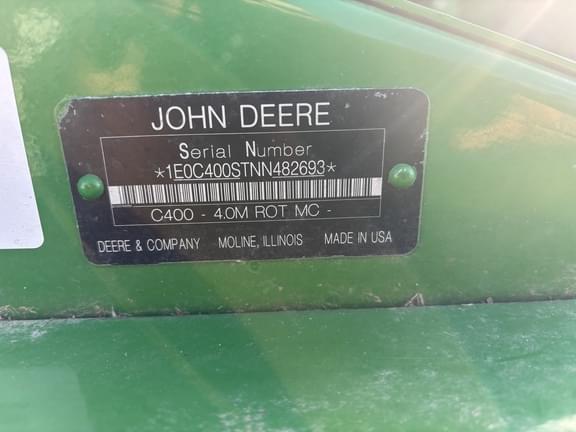 JOHN DEERE
Serial Number
*1E0C400STNN482693*
C400 - 4.0M ROT MC -
DEERE & COMPANY MOLINE, ILLINOIS MADE IN USA